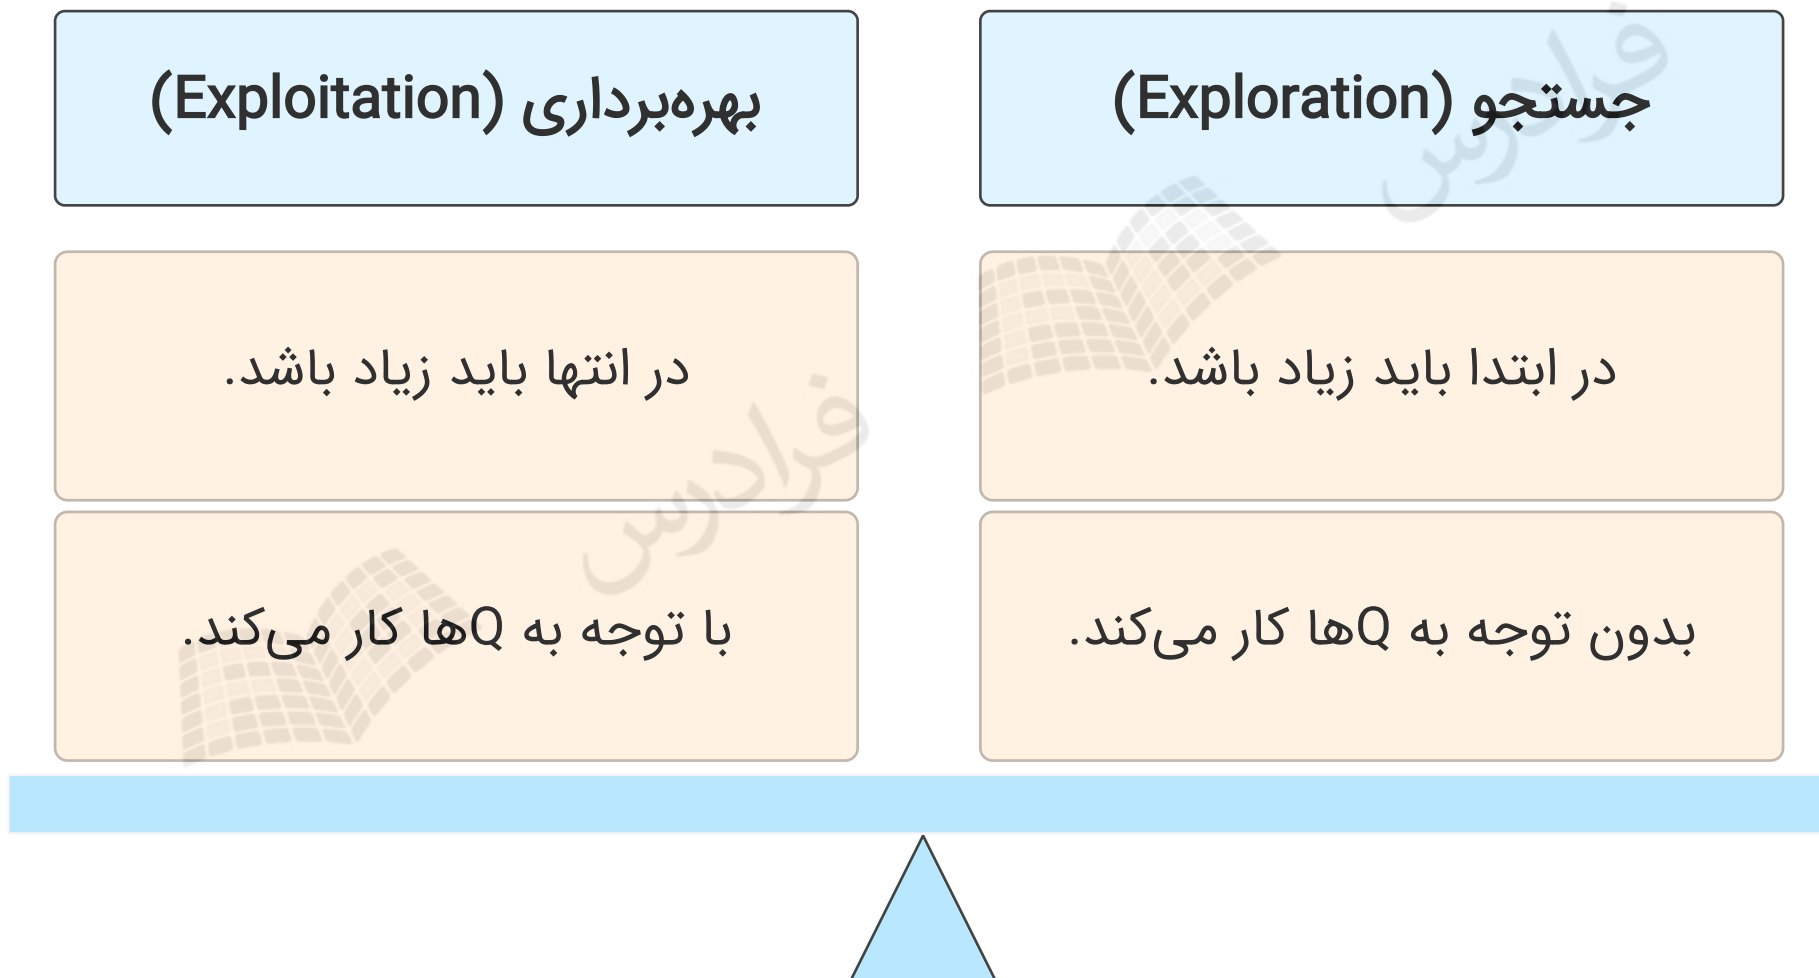 جستجو (Exploration)
بهره‌برداری (Exploitation)
در ابتدا باید زیاد باشد.
در انتها باید زیاد باشد.
بدون توجه به Qها کار می‌کند.
با توجه به Qها کار می‌کند.
فرادرس
فرادرس